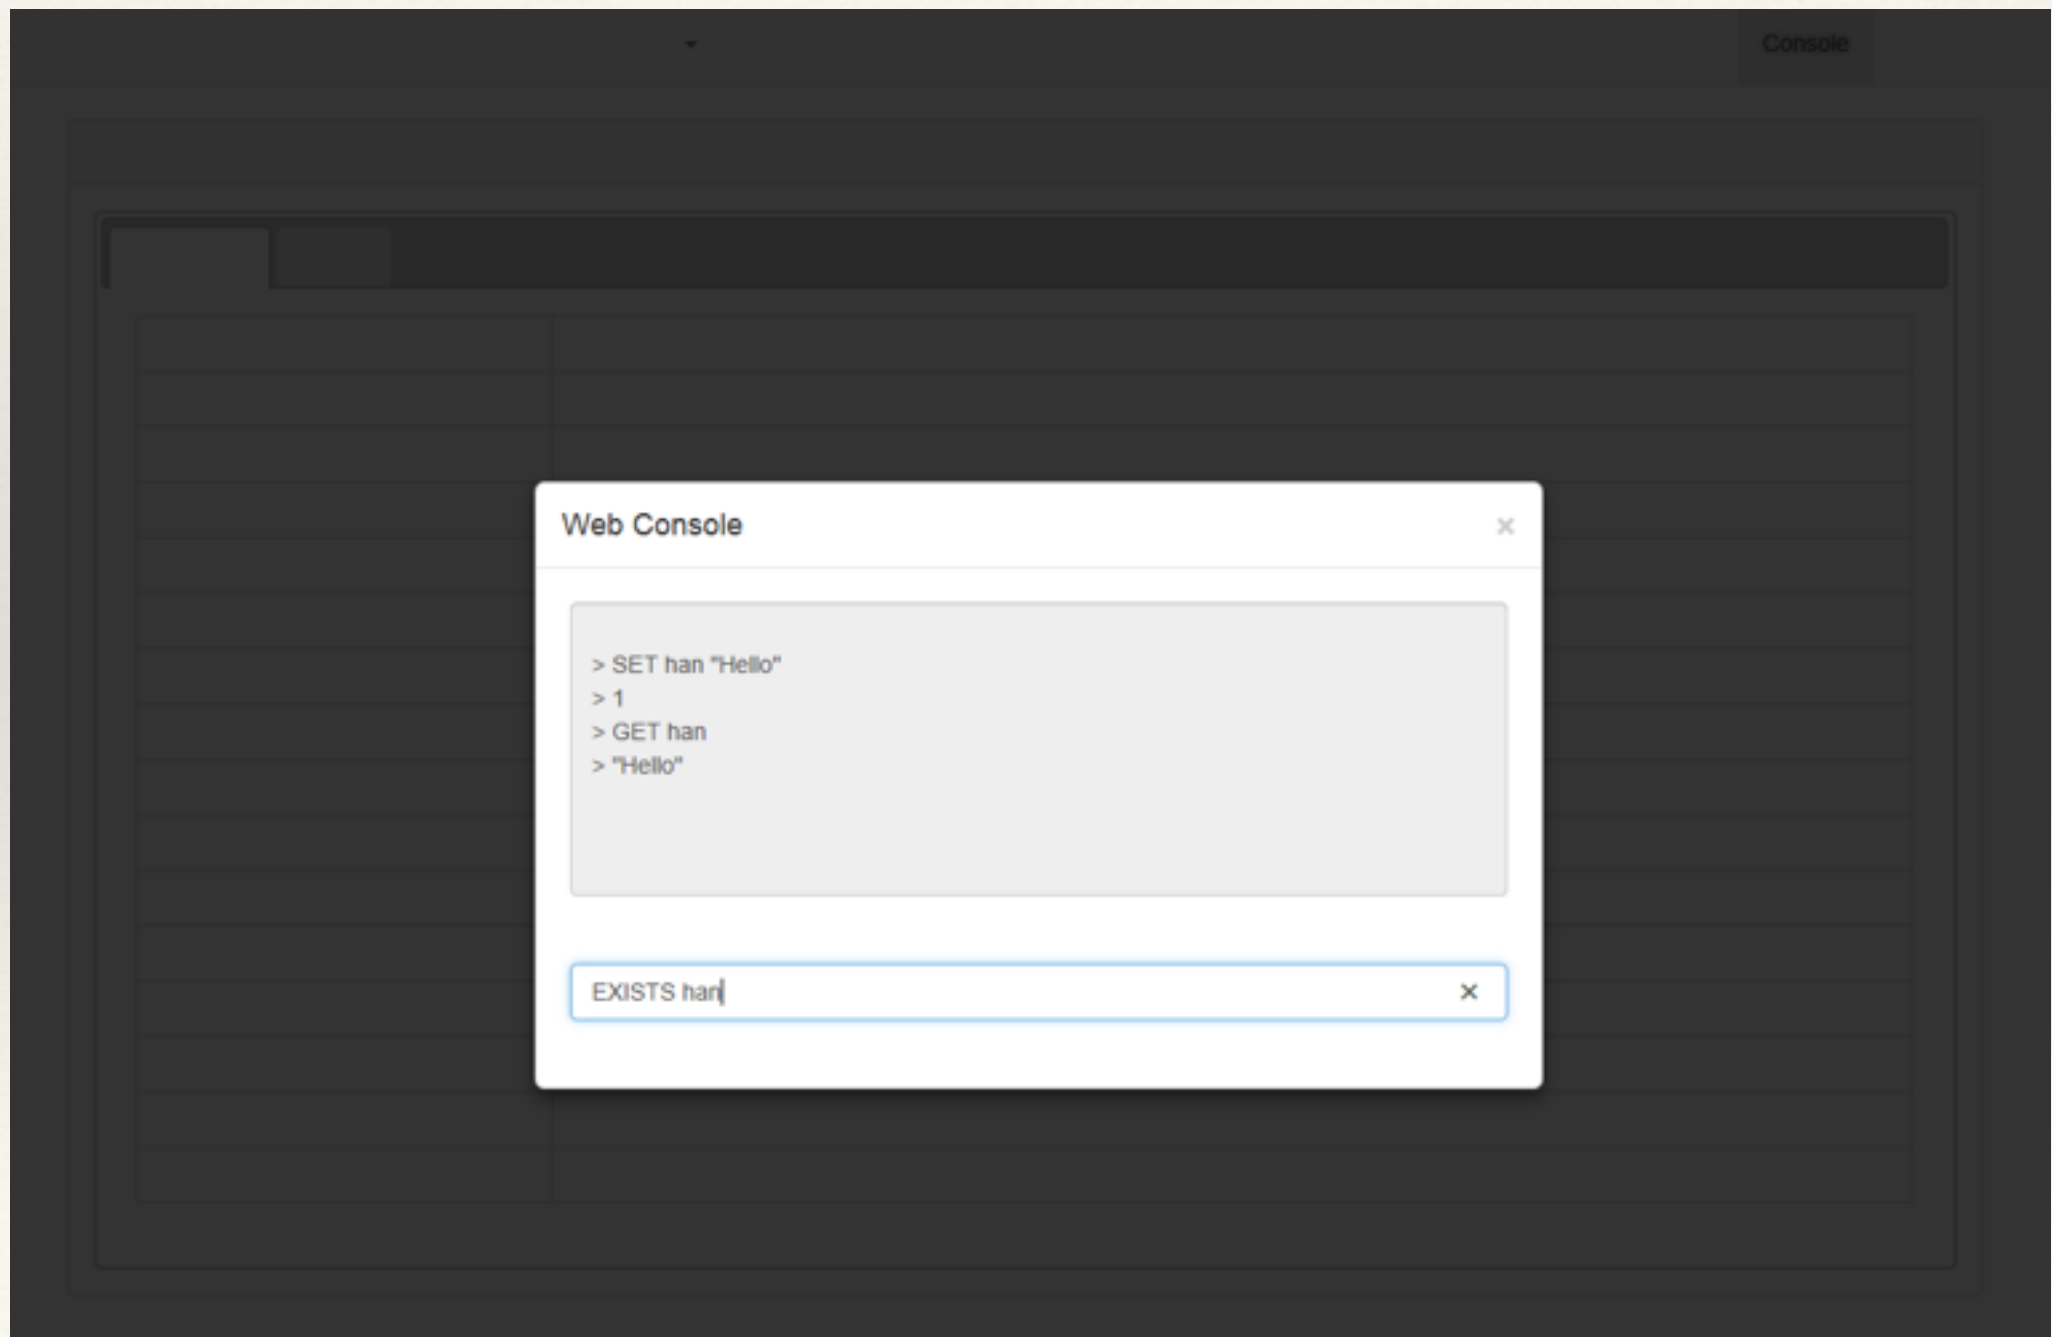 Console
Web Console
> SET han "Hello"
> 1
> GET han
> "Hello"
EXISTS han